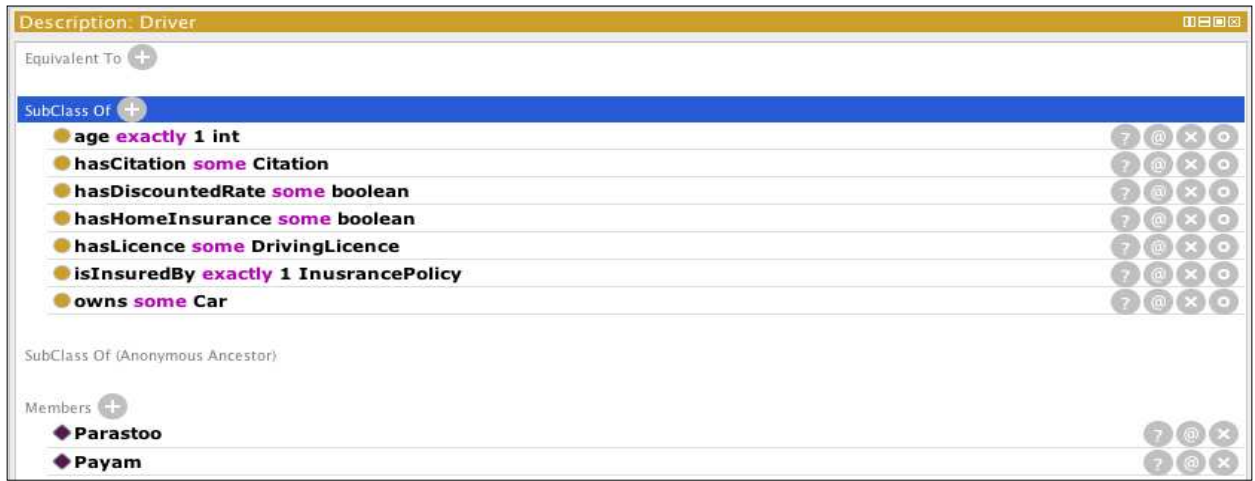 Description: Driver
Equivalent To
SubClass Of
age exactly 1 int
hasCitation some Citation
hasDiscountedRate some boolean
hasHomeInsurance some boolean
hasLicence some DrivingLicence
isInsuredBy exactly 1 InusrancePolicy
owns some Car
SubClass Of (Anonymous Ancestor)
Members
Parastoo
Payam